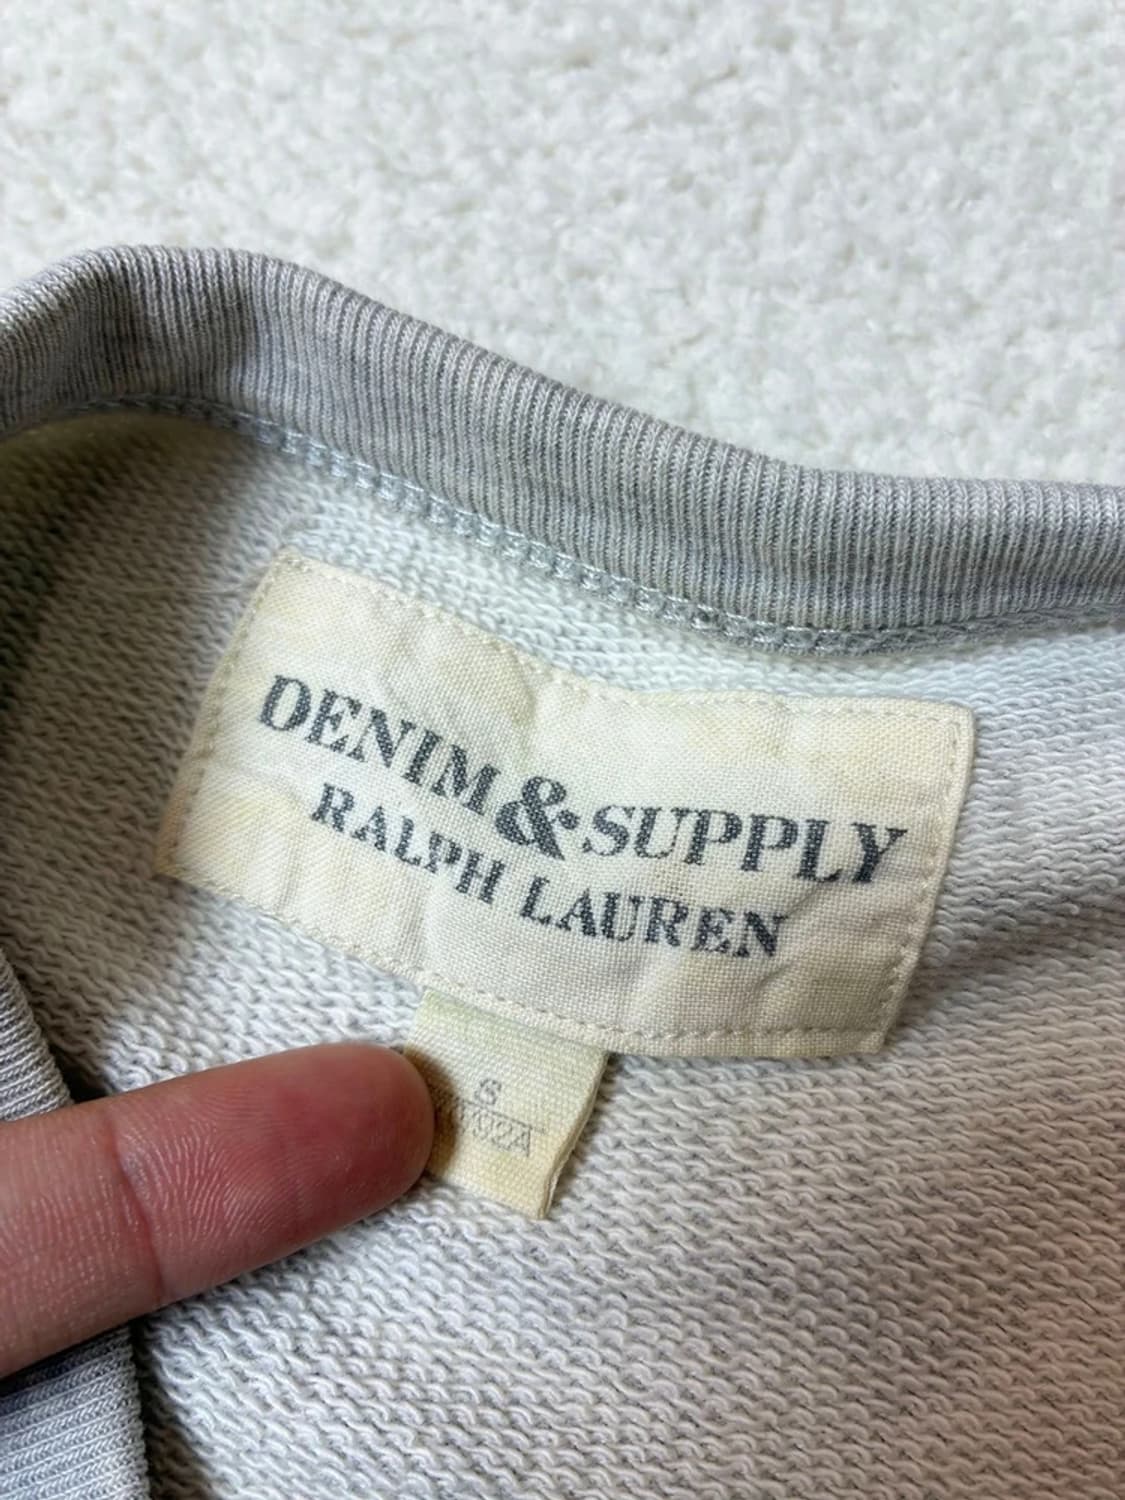 DENIM & SUPPLY
RALPH LAUREN
S